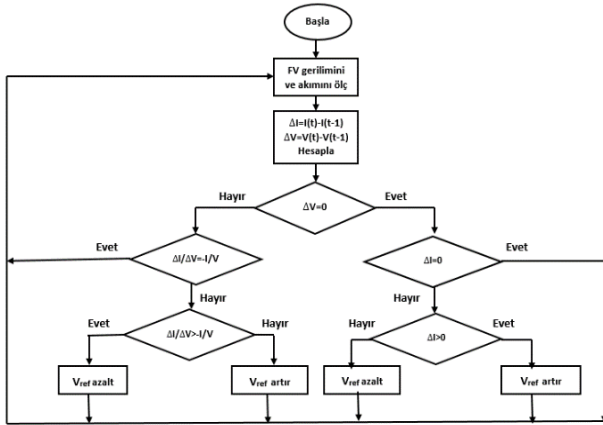 Başla
FV gerilimini
ve akımını ölç
ΔI=I(t)-I(t-1)
ΔV=V(t)-V(t-1)
Hesapla
Hayır
ΔV=0
Evet
Evet
ΔI/ΔV=-I/V
ΔI=0
Evet
Hayır
Hayır
Evet
ΔI/ΔV>-I/V
Hayır
Hayır
ΔI>0
Evet
Vref azalt
Vref artır
Vref azalt
Vref artır